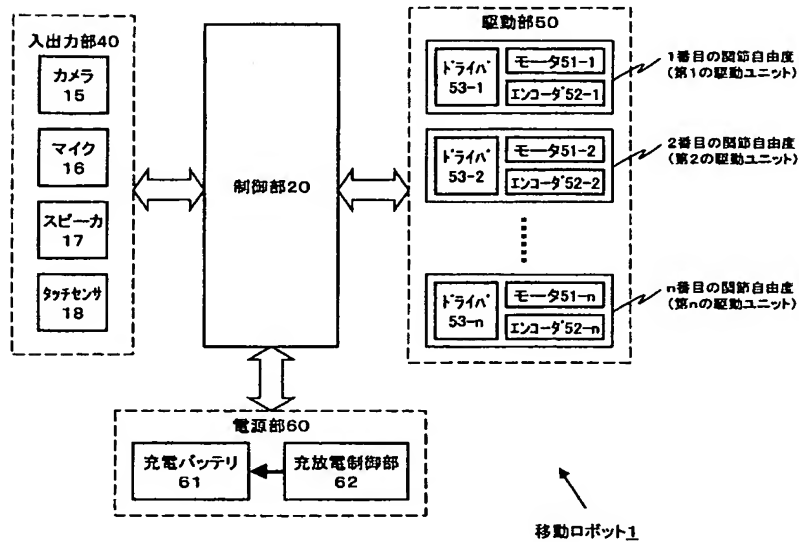 入出力部40
カメラ
15
マイク
16
スピーカ
17
タッチセンサ
18
制御部20
駆動部50
ドライバ
53-1
モータ51-1
エンコーダ52-1
1番目の関節自由度
(第1の駆動ユニット)
ドライバ
53-2
モータ51-2
エンコーダ52-2
2番目の関節自由度
(第2の駆動ユニット)
ドライバ
53-n
モータ51-n
エンコーダ52-n
n番目の関節自由度
(第nの駆動ユニット)
電源部60
充電バッテリ
61
充放電制御部
62
移動ロボット1